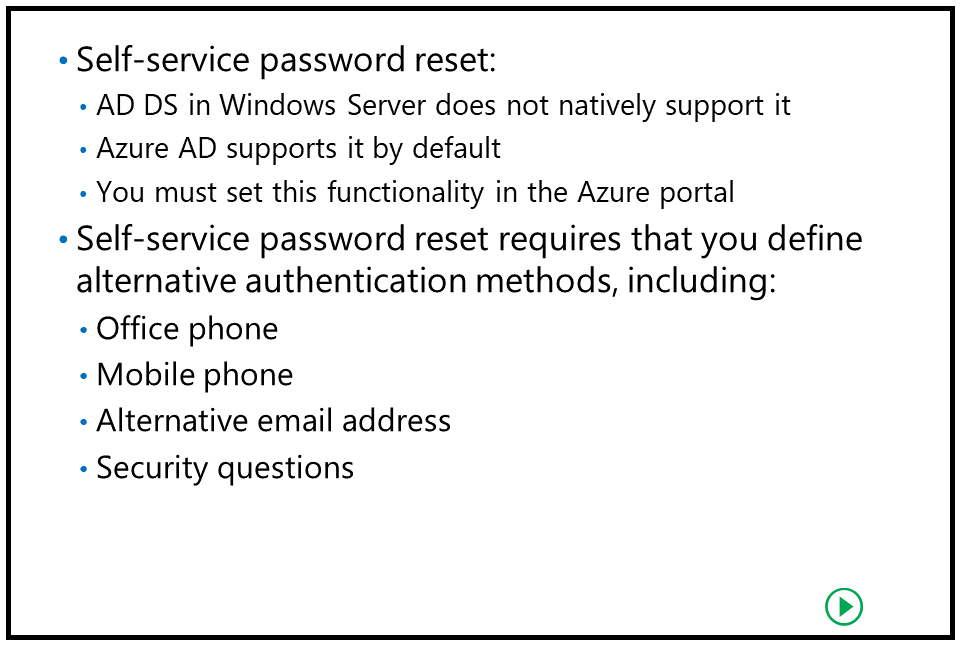 • Self-service password reset:
• AD DS in Windows Server does not natively support it
• Azure AD supports it by default
• You must set this functionality in the Azure portal
• Self-service password reset requires that you define
alternative authentication methods, including:
• Office phone
• Mobile phone
• Alternative email address
• Security questions